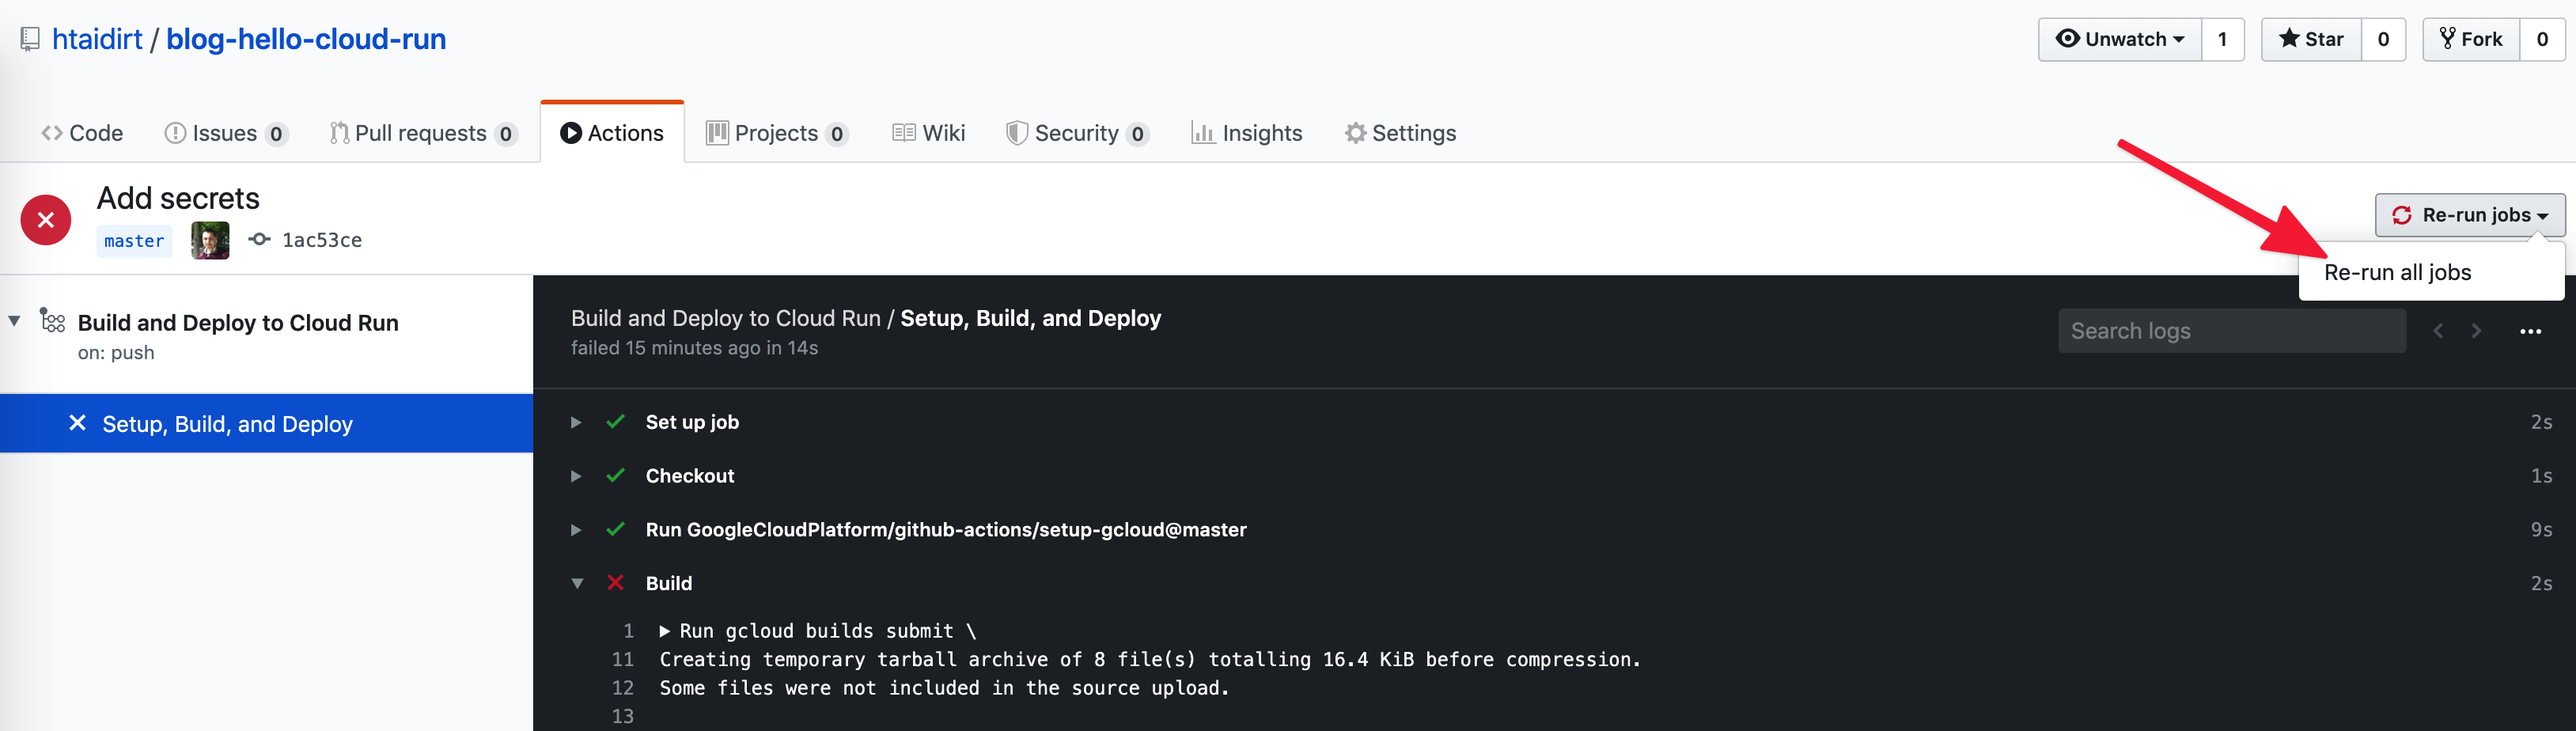 htaidirt / blog-hello-cloud-run
Unwatch 1 Star 0 Fork 0
Code Issues 0 Pull requests 0 Actions Projects 0 Wiki Security 0 Insights Settings
Add secrets
master 1ac53ce
Re-run jobs
Re-run all jobs
Build and Deploy to Cloud Run
on: push
Setup, Build, and Deploy
Build and Deploy to Cloud Run / Setup, Build, and Deploy
failed 15 minutes ago in 14s
Search logs
Set up job 2s
Checkout 1s
Run GoogleCloudPlatform/github-actions/setup-gcloud@master 9s
Build 2s
1 Run gcloud builds submit \
11 Creating temporary tarball archive of 8 file(s) totalling 16.4 KiB before compression.
12 Some files were not included in the source upload.
13